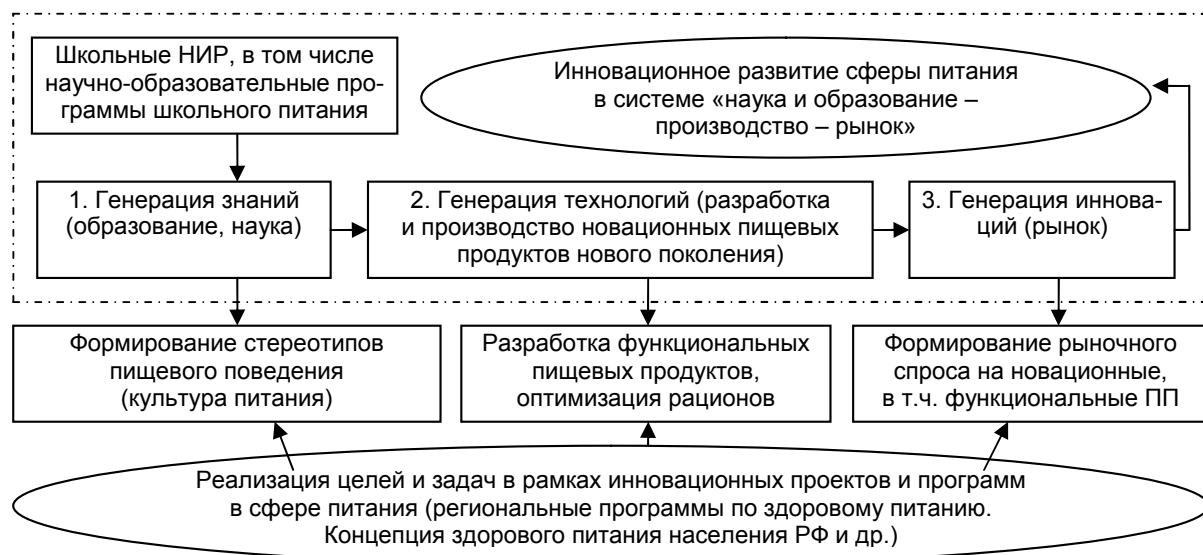 Школьные НИР, в том числе
научно-образовательные про-
граммы школьного питания
Инновационное развитие сферы питания
в системе «наука и образование –
производство – рынок»
1. Генерация знаний
(образование, наука)
2. Генерация технологий (разработка
и производство новационных пищевых
продуктов нового поколения)
3. Генерация иннова-
ций (рынок)
Формирование стереотипов
пищевого поведения
(культура питания)
Разработка функциональных
пищевых продуктов,
оптимизация рационов
Формирование рыночного
спроса на новационные,
в т.ч. функциональные ПП
Реализация целей и задач в рамках инновационных проектов и программ
в сфере питания (региональные программы по здоровому питанию.
Концепция здорового питания населения РФ и др.)